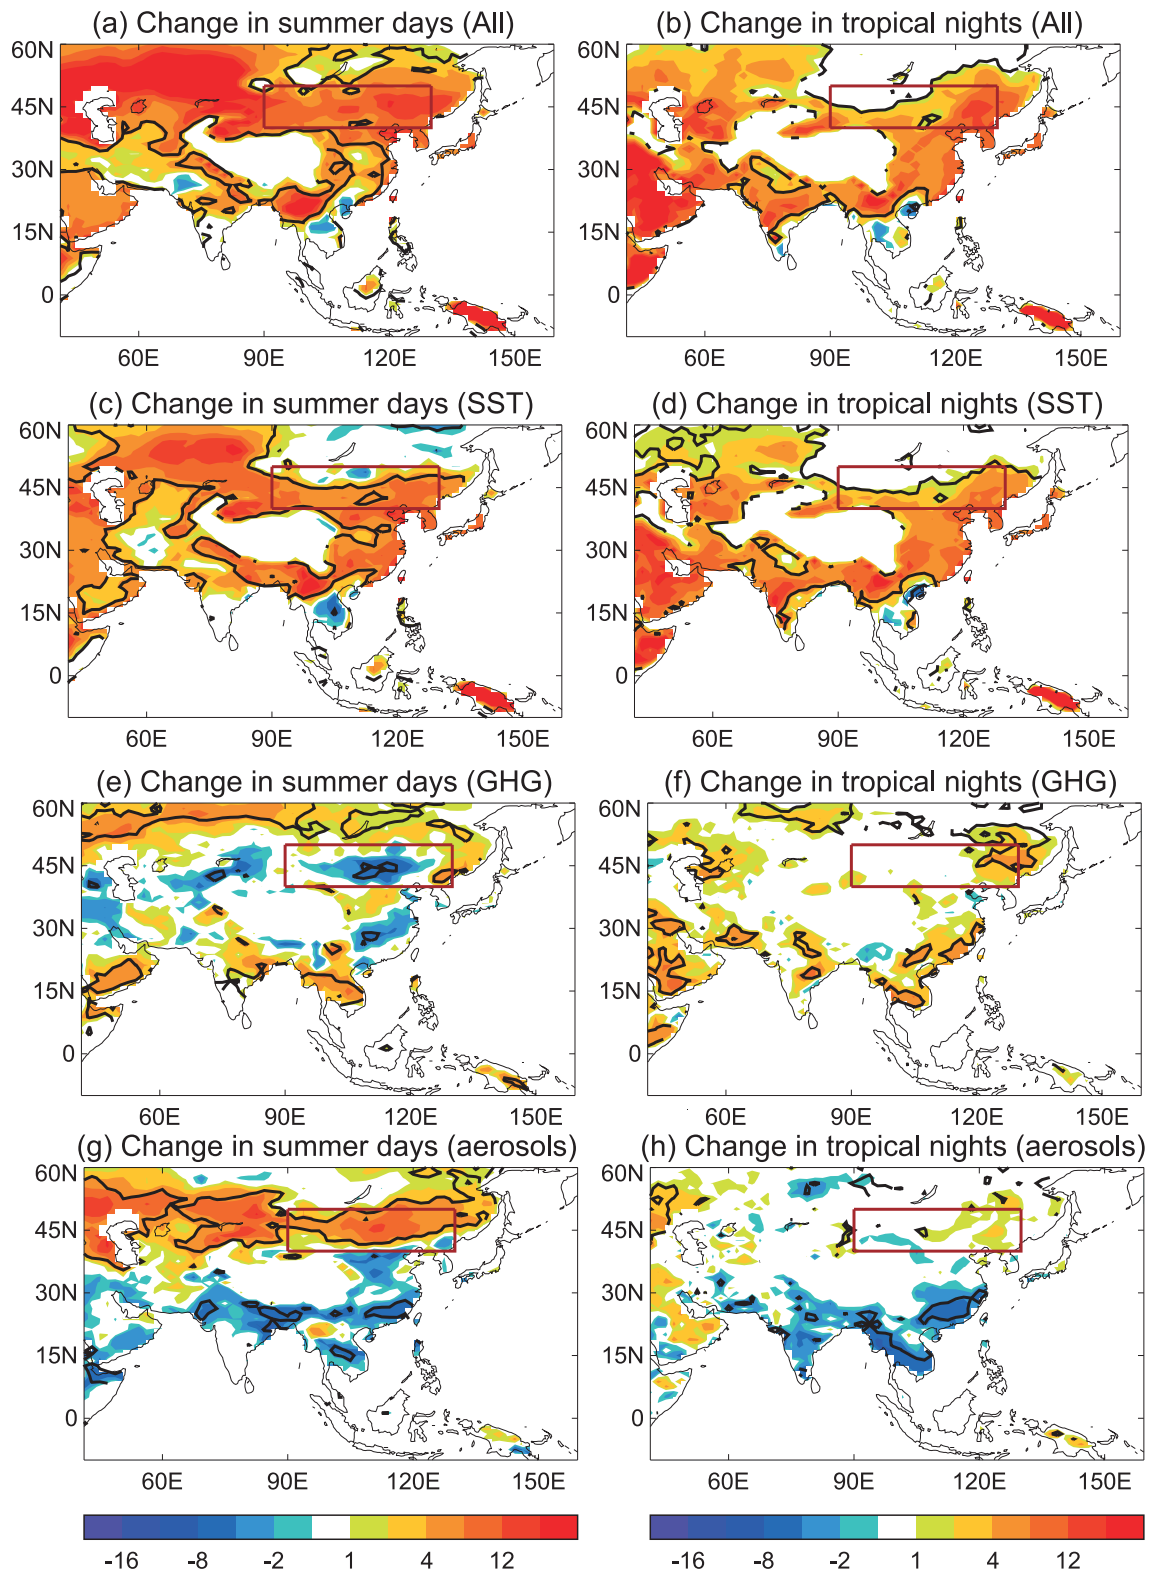 (a) Change in summer days (All)
(b) Change in tropical nights (All)
60N
45N
30N
15N
0
60E
90E
120E
150E
60N
45N
30N
15N
0
60E
90E
120E
150E
(c) Change in summer days (SST)
(d) Change in tropical nights (SST)
60N
45N
30N
15N
0
60E
90E
120E
150E
60N
45N
30N
15N
0
60E
90E
120E
150E
(e) Change in summer days (GHG)
(f) Change in tropical nights (GHG)
60N
45N
30N
15N
0
60E
90E
120E
150E
60N
45N
30N
15N
0
60E
90E
120E
150E
(g) Change in summer days (aerosols)
(h) Change in tropical nights (aerosols)
60N
45N
30N
15N
0
60E
90E
120E
150E
60N
45N
30N
15N
0
60E
90E
120E
150E
-16 -8 -2 1 4 12
-16 -8 -2 1 4 12